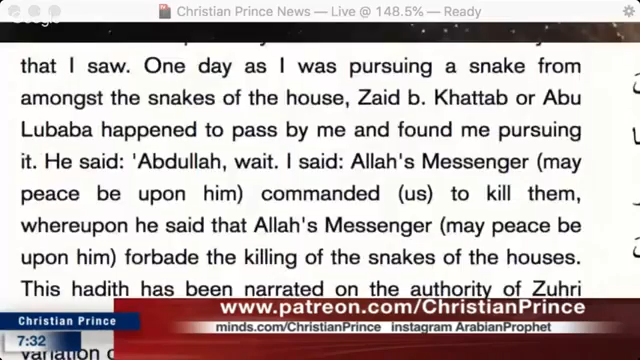 Christian Prince News — Live @ 148.5% — Ready
that I saw. One day as I was pursuing a snake from
amongst the snakes of the house, Zaid b. Khattab or Abu
Lubaba happened to pass by me and found me pursuing
it. He said: 'Abdullah, wait. I said: Allah's Messenger (may
peace be upon him) commanded (us) to kill them,
whereupon he said that Allah's Messenger (may peace be
upon him) forbade the killing of the snakes of the houses.
This hadith has been narrated on the authority of Zuhri
www.patreon.com/ChristianPrince
Christian Prince
minds.com/ChristianPrince instagram ArabianProphet
7:32
variation